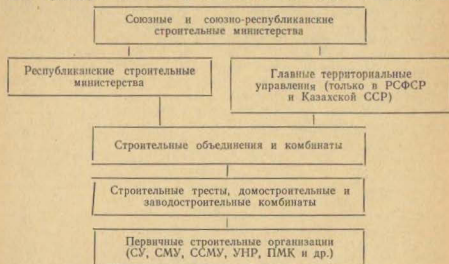 Союзные и союзно-республиканские
строительные министерства
Республиканские строительные
министерства
Главные территориальные
управления (только в РСФСР
и Казахской ССР)
Строительные объединения и комбинаты
Строительные тресты, домостроительные и
заводостроительные комбинаты
Первичные строительные организации
(СУ, СМУ, ССМУ, УНР, ПМК и др.)